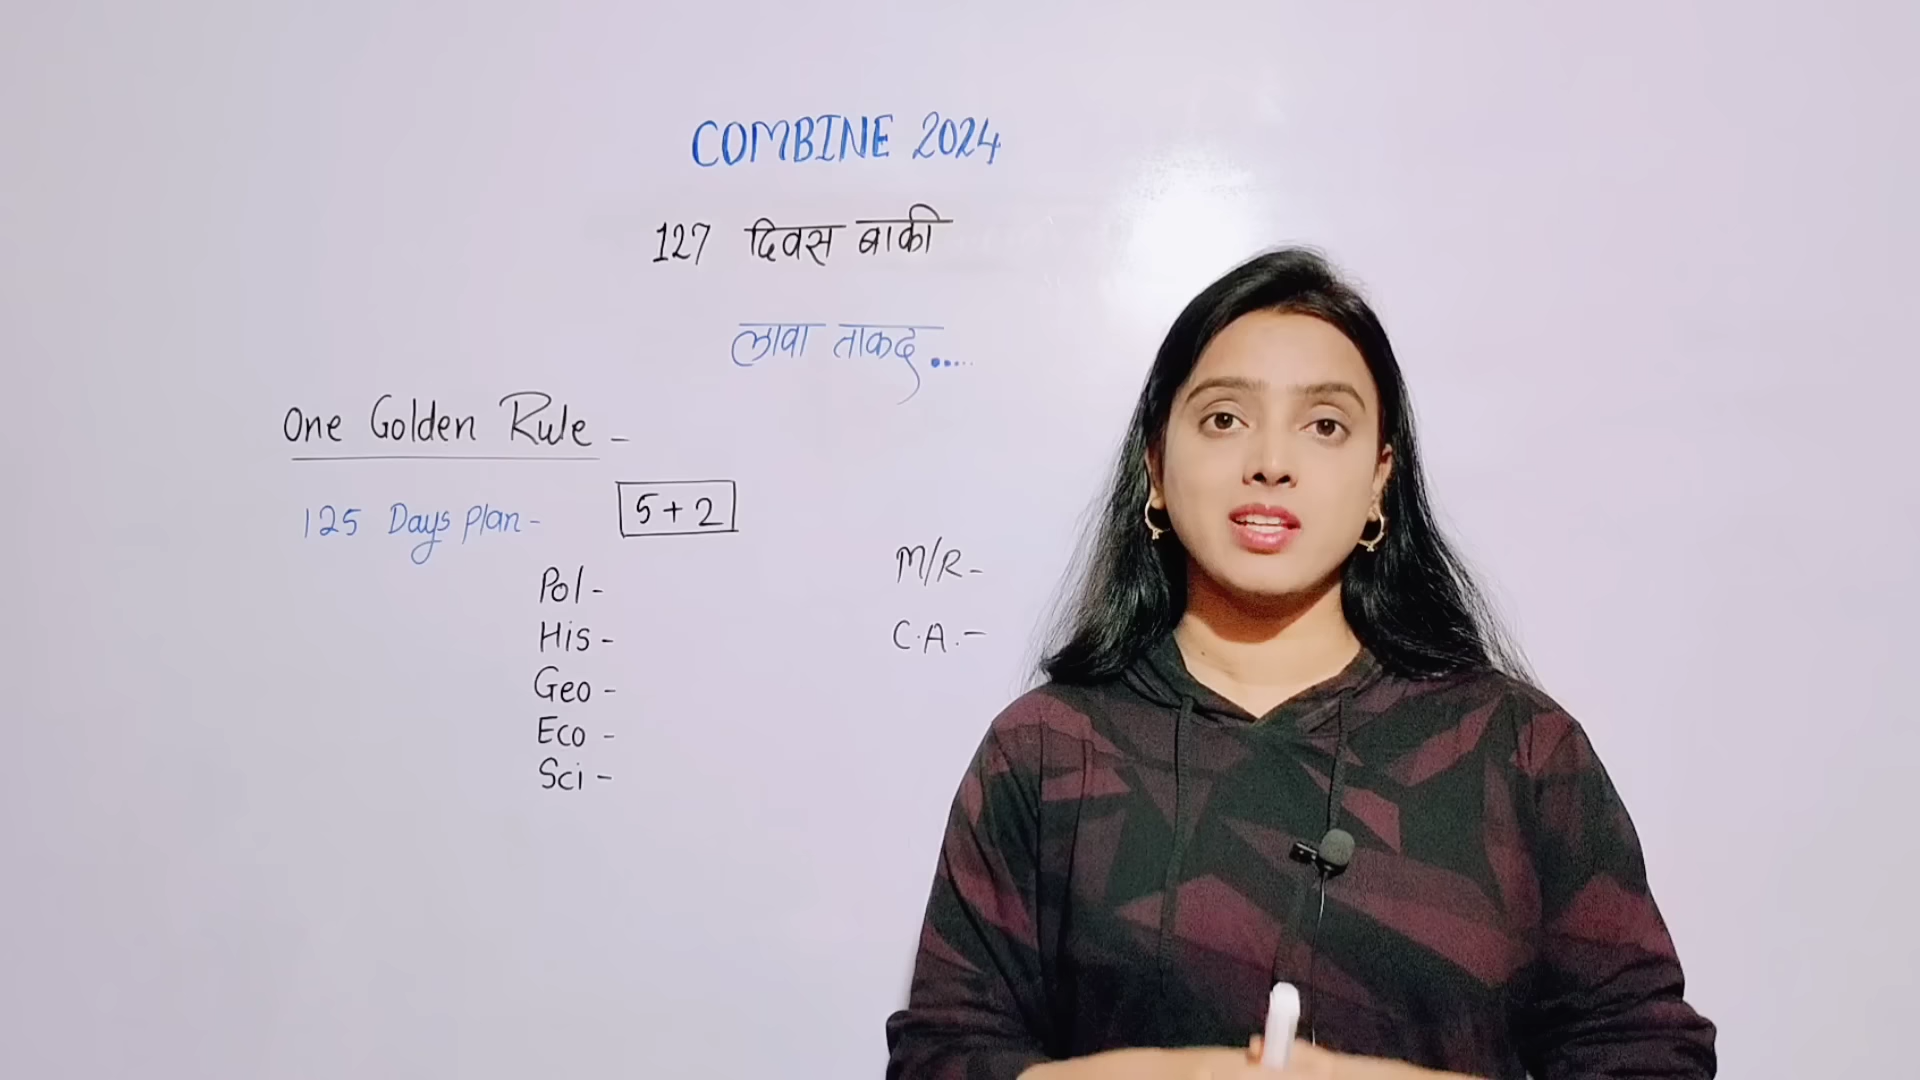 COMBINE 2024
127 दिवस बाकी
लावा ताकद.....
One Golden Rule -
125 Days Plan - 5+2
Pol -
His -
Geo -
Eco -
Sci -
M/R -
C.A. -